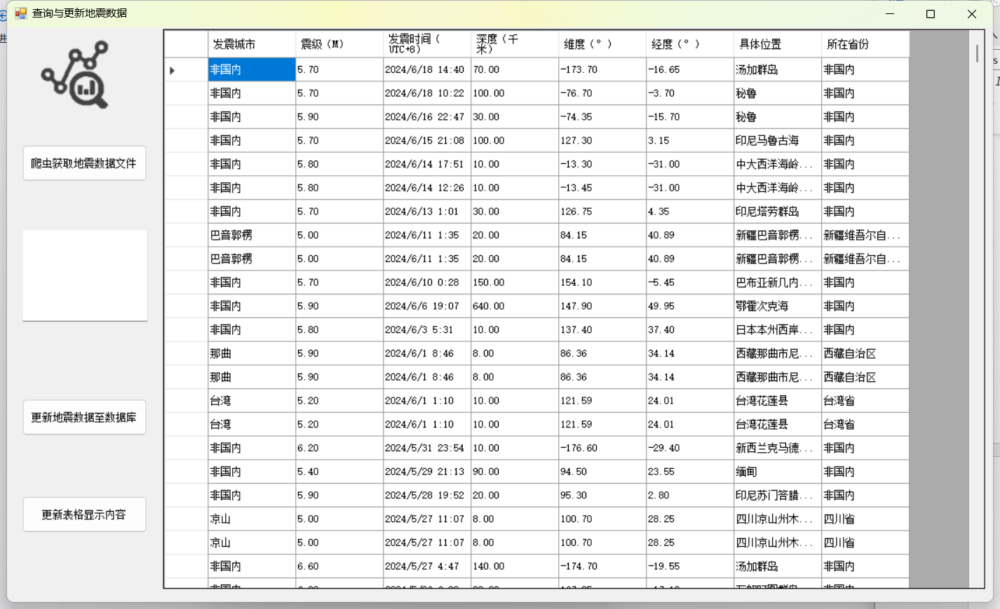 查询与更新地震数据
爬虫获取地震数据文件
更新地震数据至数据库
更新表格显示内容
发震城市 震级（M） 发震时间（UTC+8） 深度（千米） 维度（°） 经度（°） 具体位置 所在省份
非国内 5.70 2024/6/18 14:40 70.00 -173.70 -16.65 汤加群岛 非国内
非国内 5.70 2024/6/18 10:22 100.00 -76.70 -3.70 秘鲁 非国内
非国内 5.90 2024/6/16 22:47 30.00 -74.35 -15.70 秘鲁 非国内
非国内 5.70 2024/6/15 21:08 100.00 127.30 3.15 印尼马鲁古海 非国内
非国内 5.80 2024/6/14 17:51 10.00 -13.30 -31.00 中大西洋海岭... 非国内
非国内 5.80 2024/6/14 12:26 10.00 -13.45 -31.00 中大西洋海岭... 非国内
非国内 5.70 2024/6/13 1:01 30.00 126.75 4.35 印尼塔劳群岛 非国内
巴音郭楞 5.00 2024/6/11 1:35 20.00 84.15 40.89 新疆巴音郭楞... 新疆维吾尔自...
巴音郭楞 5.00 2024/6/11 1:35 20.00 84.15 40.89 新疆巴音郭楞... 新疆维吾尔自...
非国内 5.70 2024/6/10 0:28 150.00 154.10 -5.45 巴布亚新几内... 非国内
非国内 5.90 2024/6/6 19:07 640.00 147.90 49.95 鄂霍次克海 非国内
非国内 5.80 2024/6/3 5:31 10.00 137.40 37.40 日本本州西岸... 非国内
那曲 5.90 2024/6/1 8:46 8.00 86.36 34.14 西藏那曲市尼... 西藏自治区
那曲 5.90 2024/6/1 8:46 8.00 86.36 34.14 西藏那曲市尼... 西藏自治区
台湾 5.20 2024/6/1 1:10 10.00 121.59 24.01 台湾花莲县 台湾省
台湾 5.20 2024/6/1 1:10 10.00 121.59 24.01 台湾花莲县 台湾省
非国内 6.20 2024/5/31 23:54 10.00 -176.60 -29.40 新西兰克马德... 非国内
非国内 5.40 2024/5/29 21:13 90.00 94.50 23.55 缅甸 非国内
非国内 5.90 2024/5/28 19:52 20.00 95.30 2.80 印尼苏门答腊... 非国内
凉山 5.00 2024/5/27 11:07 8.00 100.70 28.25 四川凉山州木... 四川省
凉山 5.00 2024/5/27 11:07 8.00 100.70 28.25 四川凉山州木... 四川省
非国内 6.60 2024/5/27 4:47 140.00 -174.70 -19.55 汤加群岛 非国内